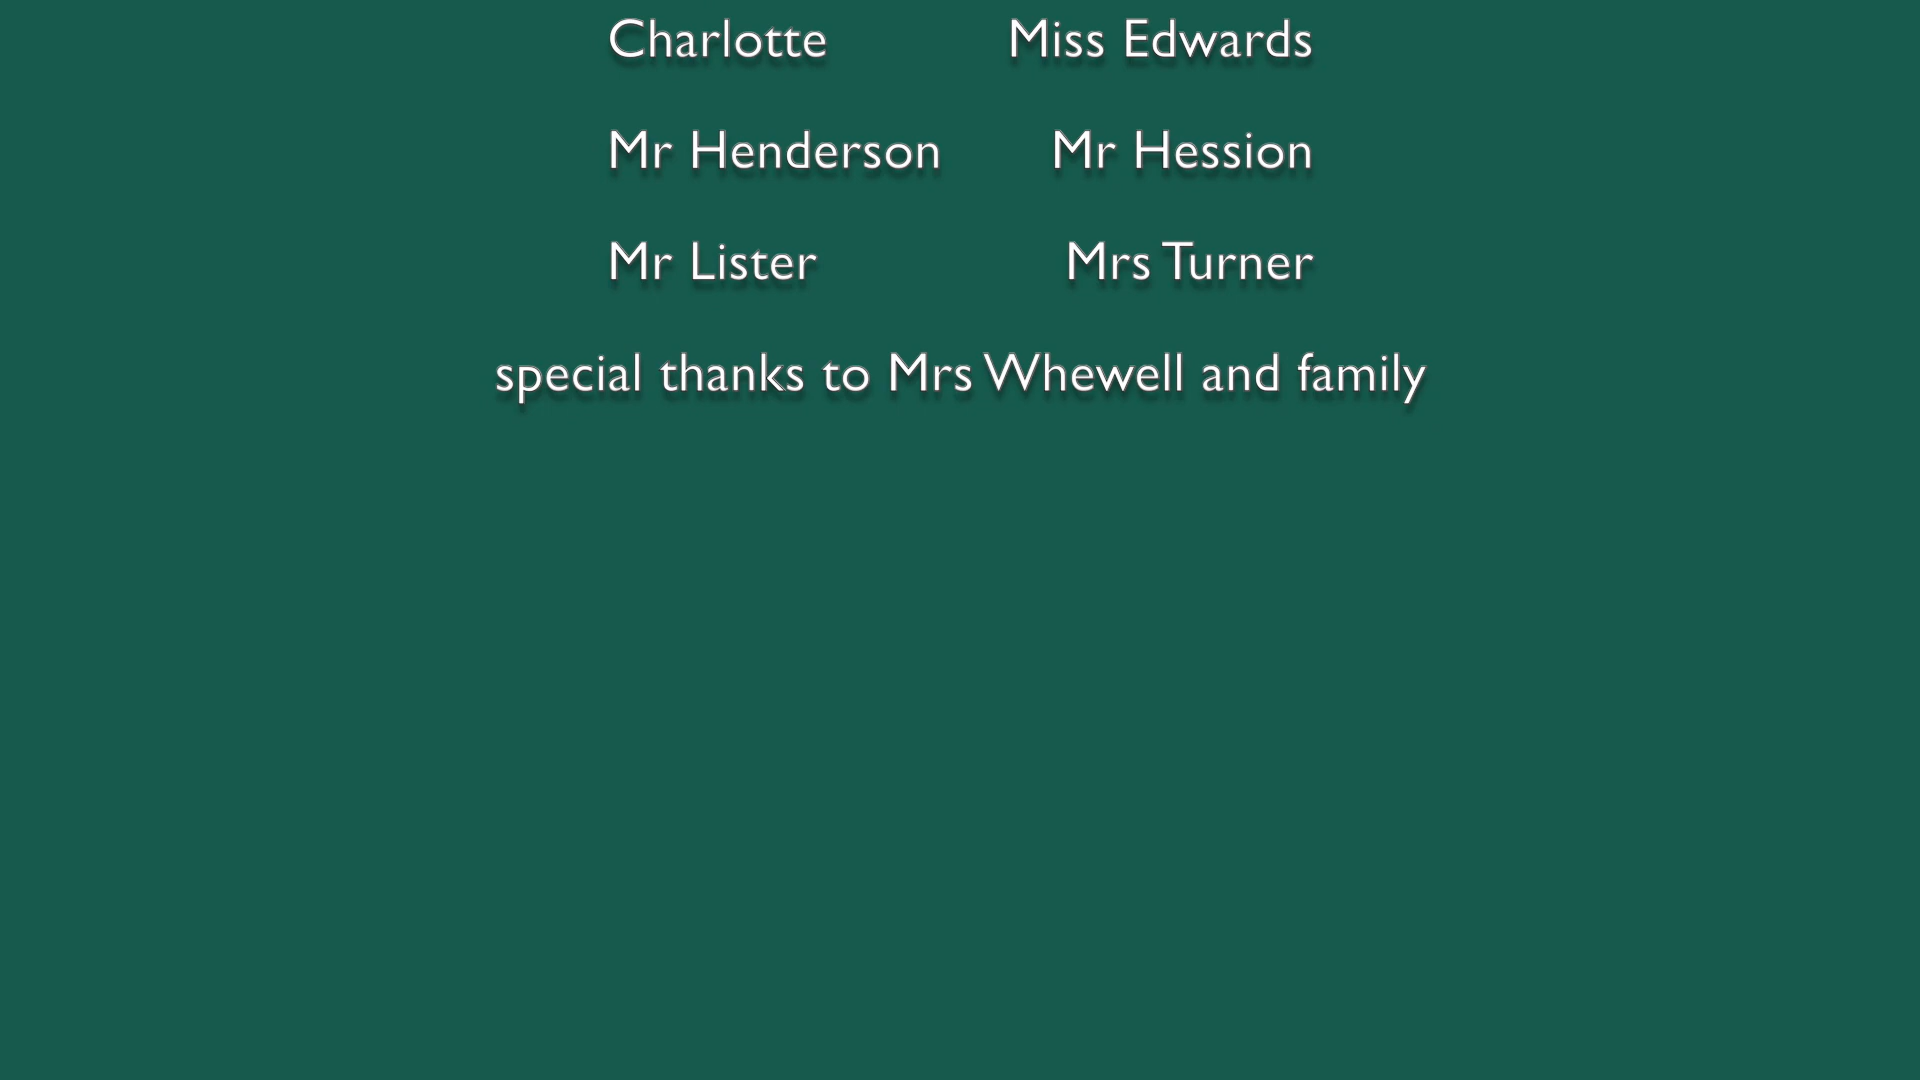 Charlotte Miss Edwards
Mr Henderson Mr Hession
Mr Lister Mrs Turner
special thanks to Mrs Whewell and family